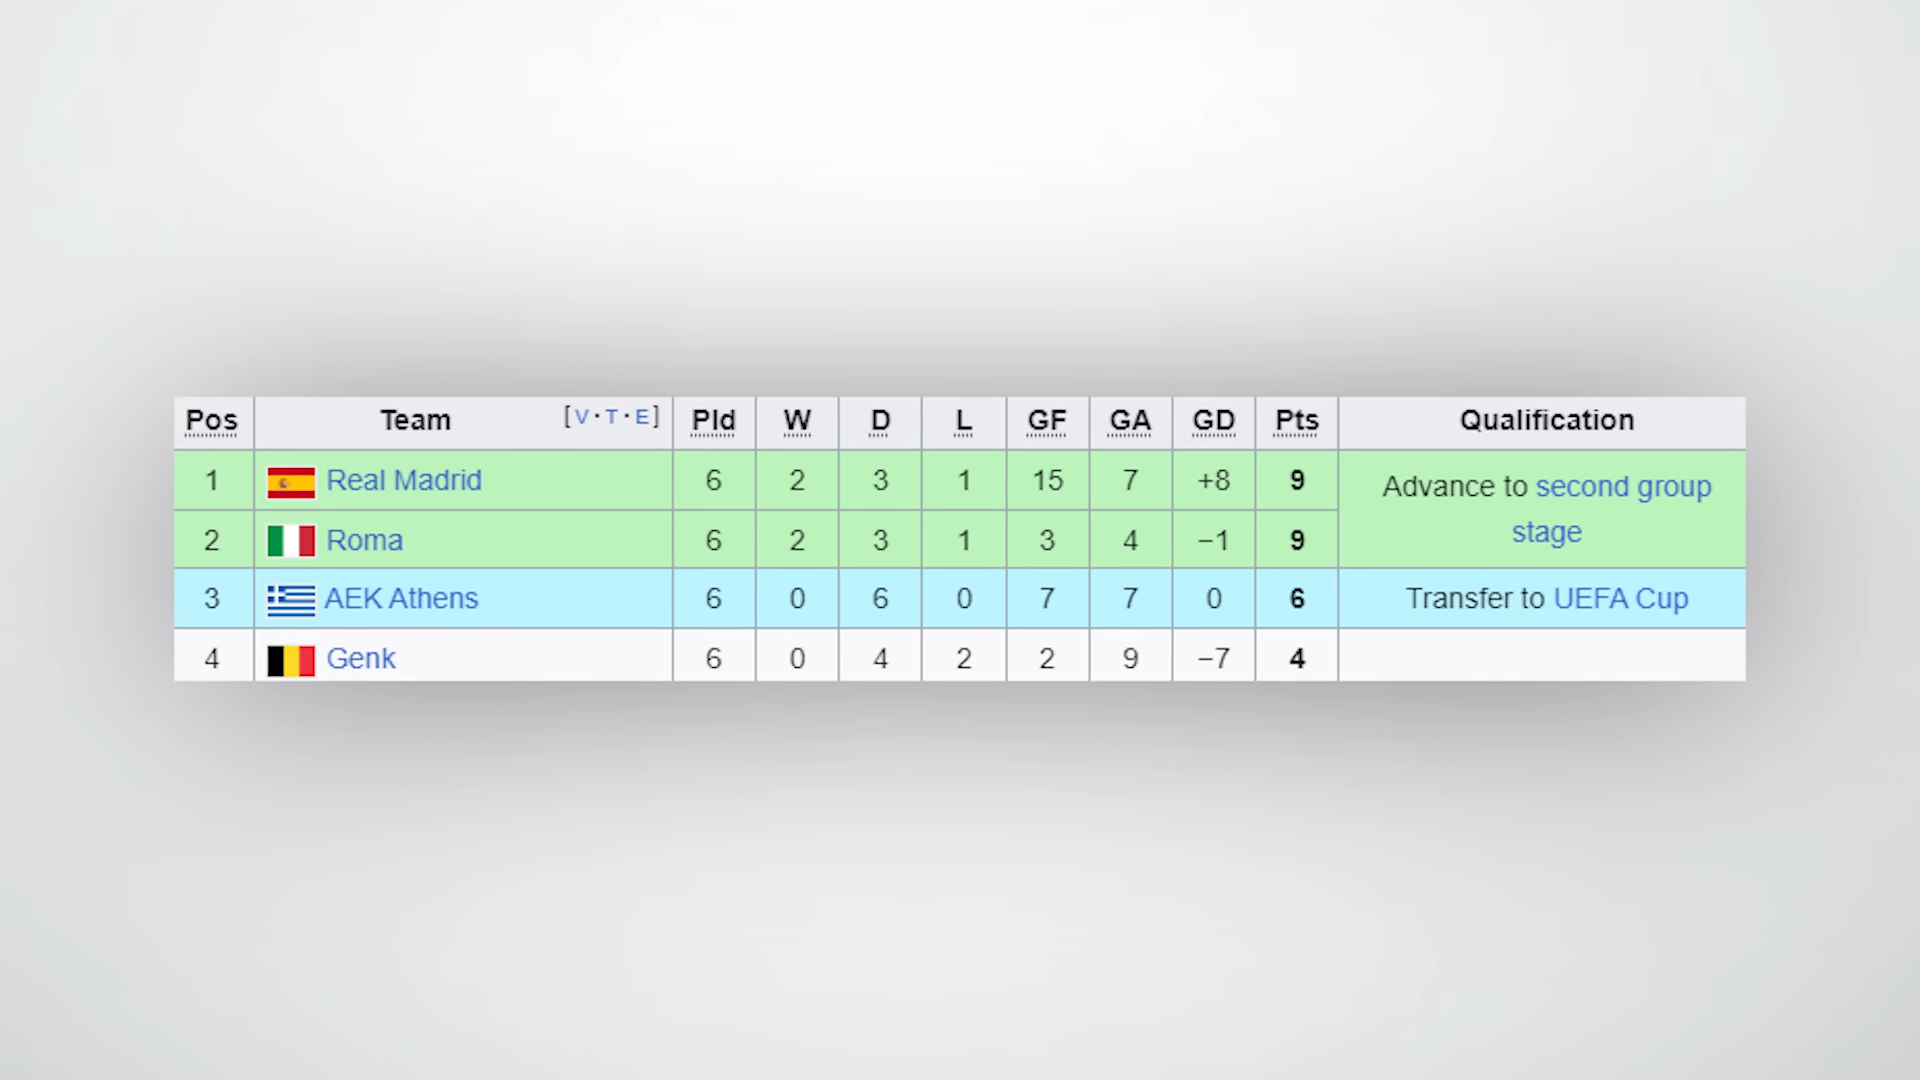 Pos Team [V·T·E] Pld W D L GF GA GD Pts Qualification
1 Real Madrid 6 2 3 1 15 7 +8 9 Advance to second group
stage
2 Roma 6 2 3 1 3 4 −1 9
3 AEK Athens 6 0 6 0 7 7 0 6 Transfer to UEFA Cup
4 Genk 6 0 4 2 2 9 −7 4